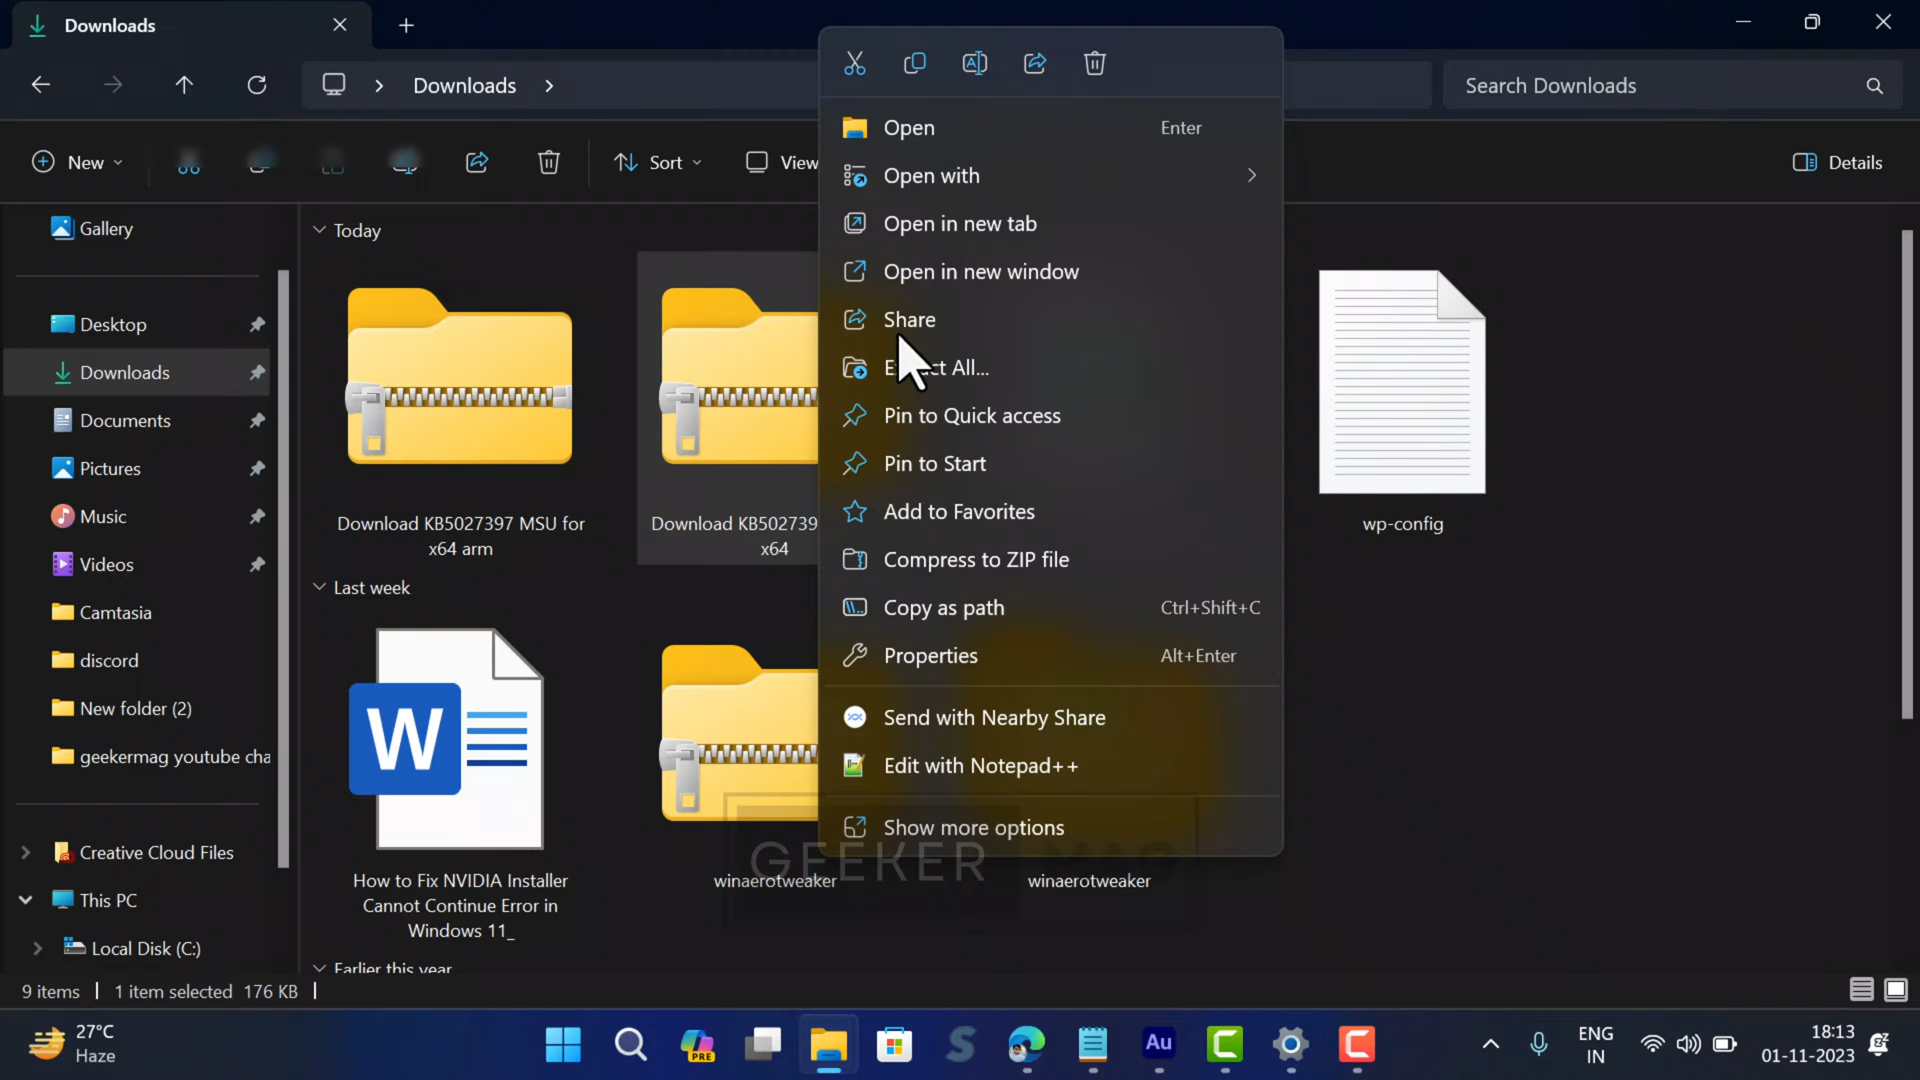 Downloads
Downloads
Search Downloads
New
Sort
View
Details
Open Enter
Open with
Open in new tab
Open in new window
Share
Pin to Quick access
Pin to Start
Add to Favorites
Compress to ZIP file
Copy as path Ctrl+Shift+C
Properties Alt+Enter
Send with Nearby Share
Edit with Notepad++
Show more options
Gallery
Desktop
Downloads
Documents
Pictures
Music
Videos
Camtasia
discord
New folder (2)
geekermag youtube cha
Creative Cloud Files
This PC
Local Disk (C:)
Today
Download KB5027397 MSU for
x64 arm
Download KB502739
x64
wp-config
Last week
W
How to Fix NVIDIA Installer
Cannot Continue Error in
Windows 11_
winaerotweaker
winaerotweaker
GEEKER MAG
Earlier this year
9 items
1 item selected 176 KB
27°C
Haze
PRE
Au
ENG
IN
18:13
01-11-2023